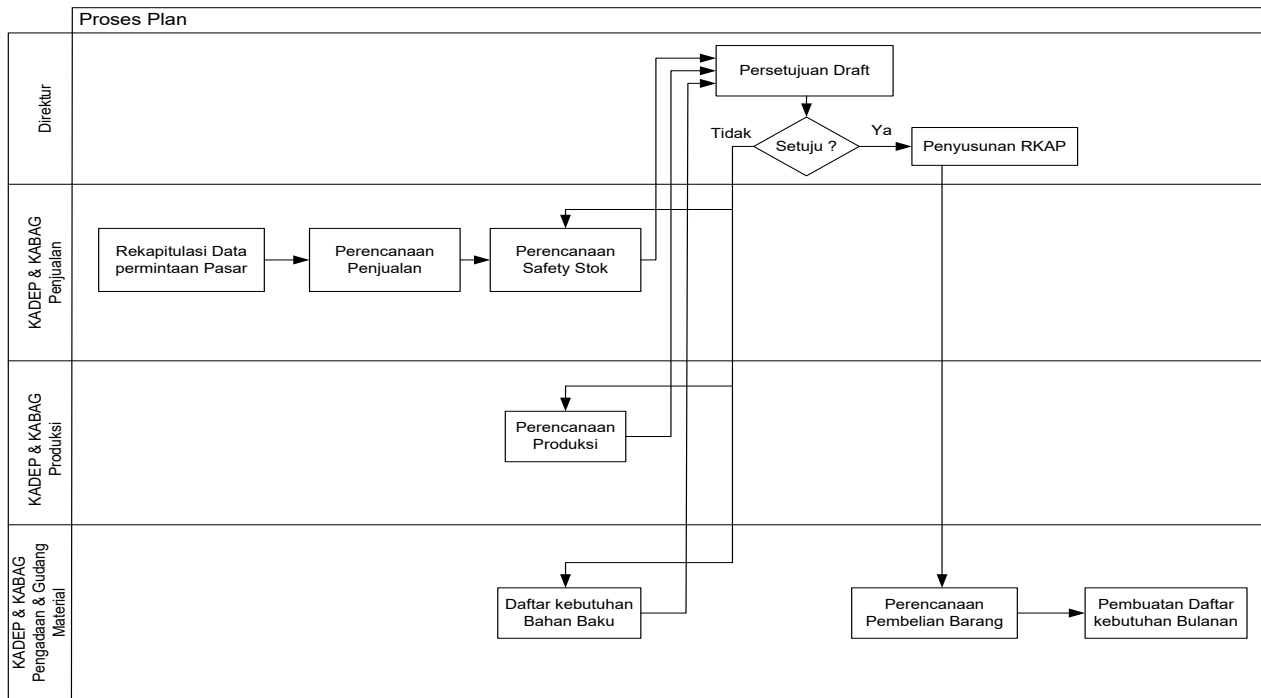 Proses Plan
Direktur
Persetujuan Draft
Tidak
Setuju ?
Ya
Penyusunan RKAP
KADEP & KABAG
Penjualan
Rekapitulasi Data
permintaan Pasar
Perencanaan
Penjualan
Perencanaan
Safety Stok
KADEP & KABAG
Produksi
Perencanaan
Produksi
KADEP & KABAG
Pengadaan & Gudang
Material
Daftar kebutuhan
Bahan Baku
Perencanaan
Pembelian Barang
Pembuatan Daftar
kebutuhan Bulanan